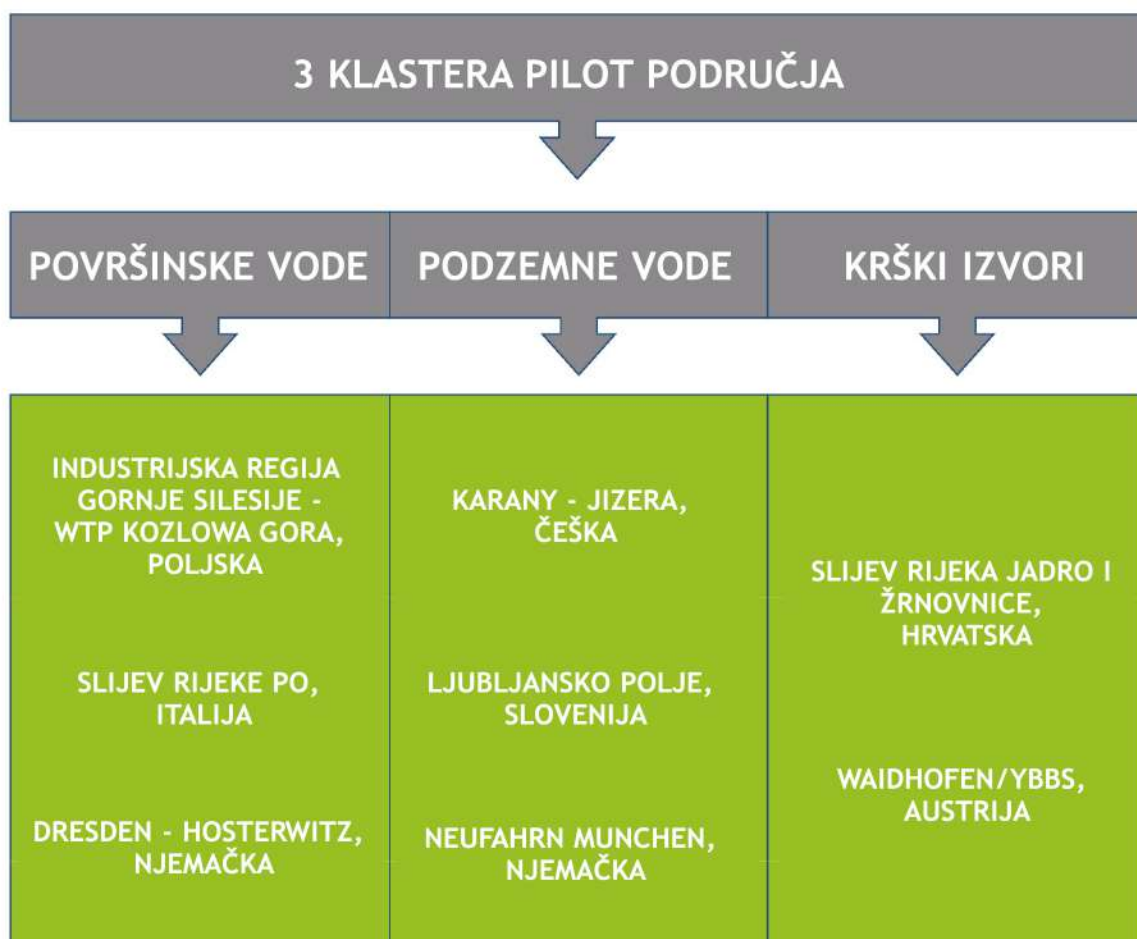 3 KLASTERA PILOT PODRUČJA
POVRŠINSKE VODE
PODZEMNE VODE
KRŠKI IZVORI
INDUSTRIJSKA REGIJA
GORNJE SILESIJE -
WTP KOZLOWA GORA,
POLJSKA
SLIJEV RIJEKE PO,
ITALIJA
DRESDEN - HOSTERWITZ,
NJEMAČKA
KARANY - JIZERA,
ČEŠKA
LJUBLJANSKO POLJE,
SLOVENIJA
NEUFAHRN MUNCHEN,
NJEMAČKA
SLIJEV RIJEKA JADRO I
ŽRNOVNICE,
HRVATSKA
WAIDHOFEN/YBBS,
AUSTRIJA